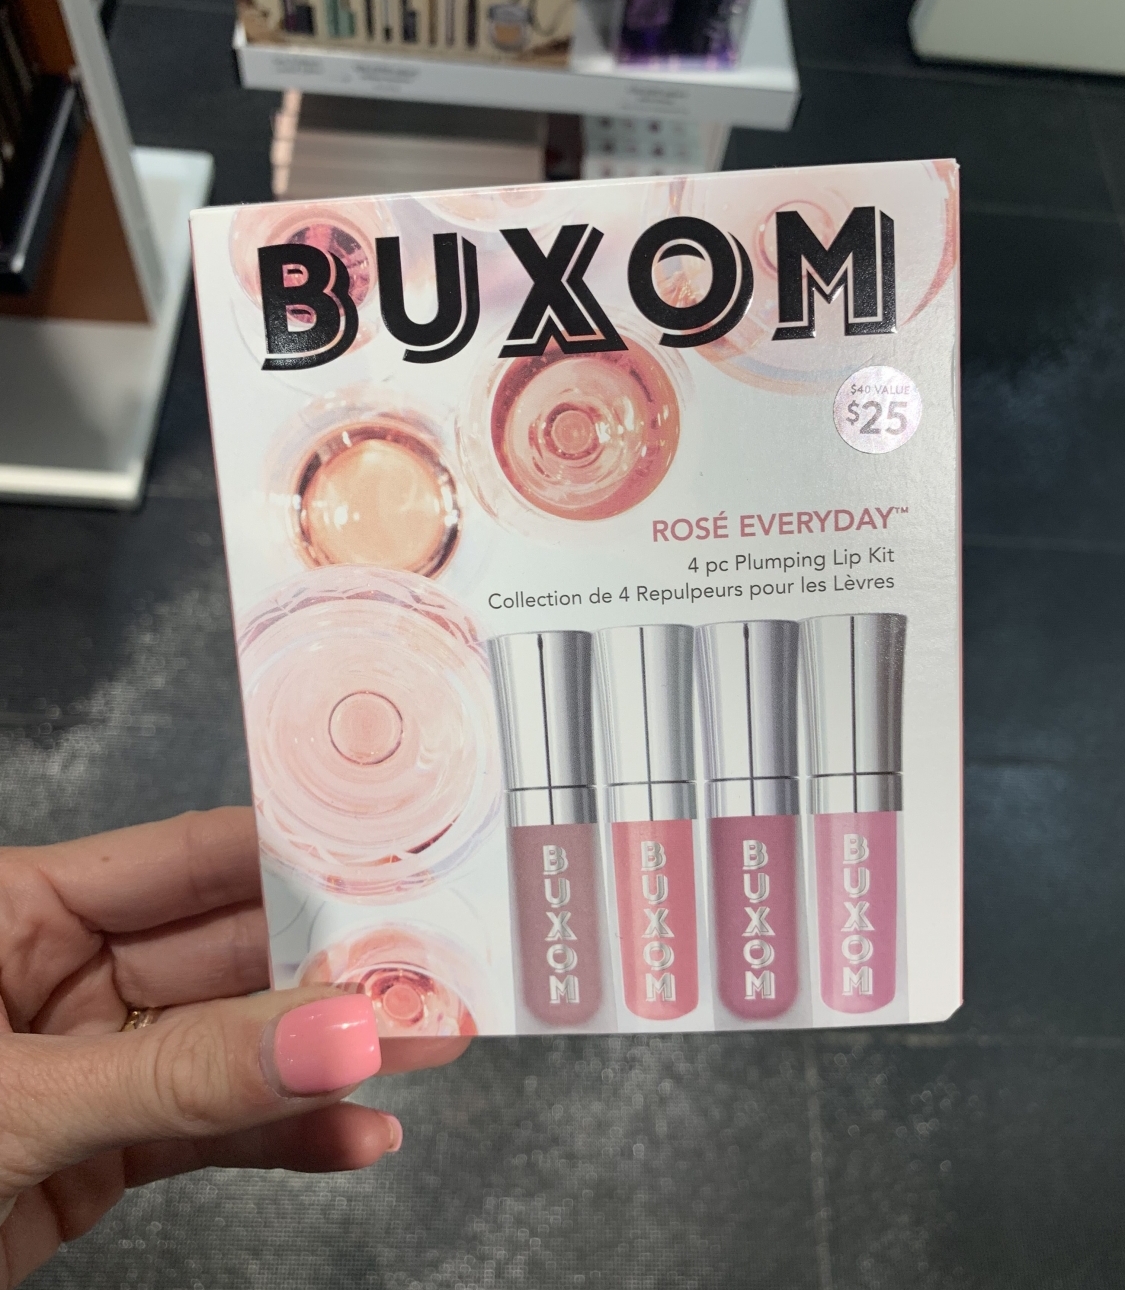 BUXOM
$40 VALUE
$25
ROSÉ EVERYDAY™
4 pc Plumping Lip Kit
Collection de 4 Repulpeurs pour les Lèvres
BUXOM
BUXOM
BUXOM
BUXOM